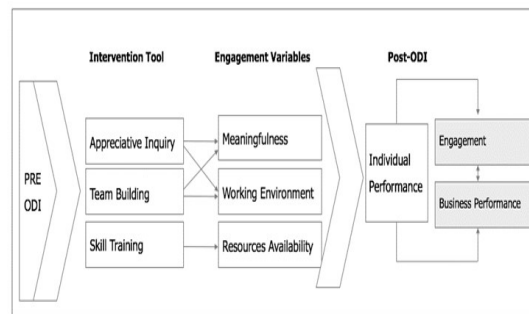 Intervention Tool
Engagement Variables
Post-ODI
PRE
ODI
Appreciative Inquiry
Team Building
Skill Training
Meaningfulness
Working Environment
Resources Availability
Individual
Performance
Engagement
Business Performance